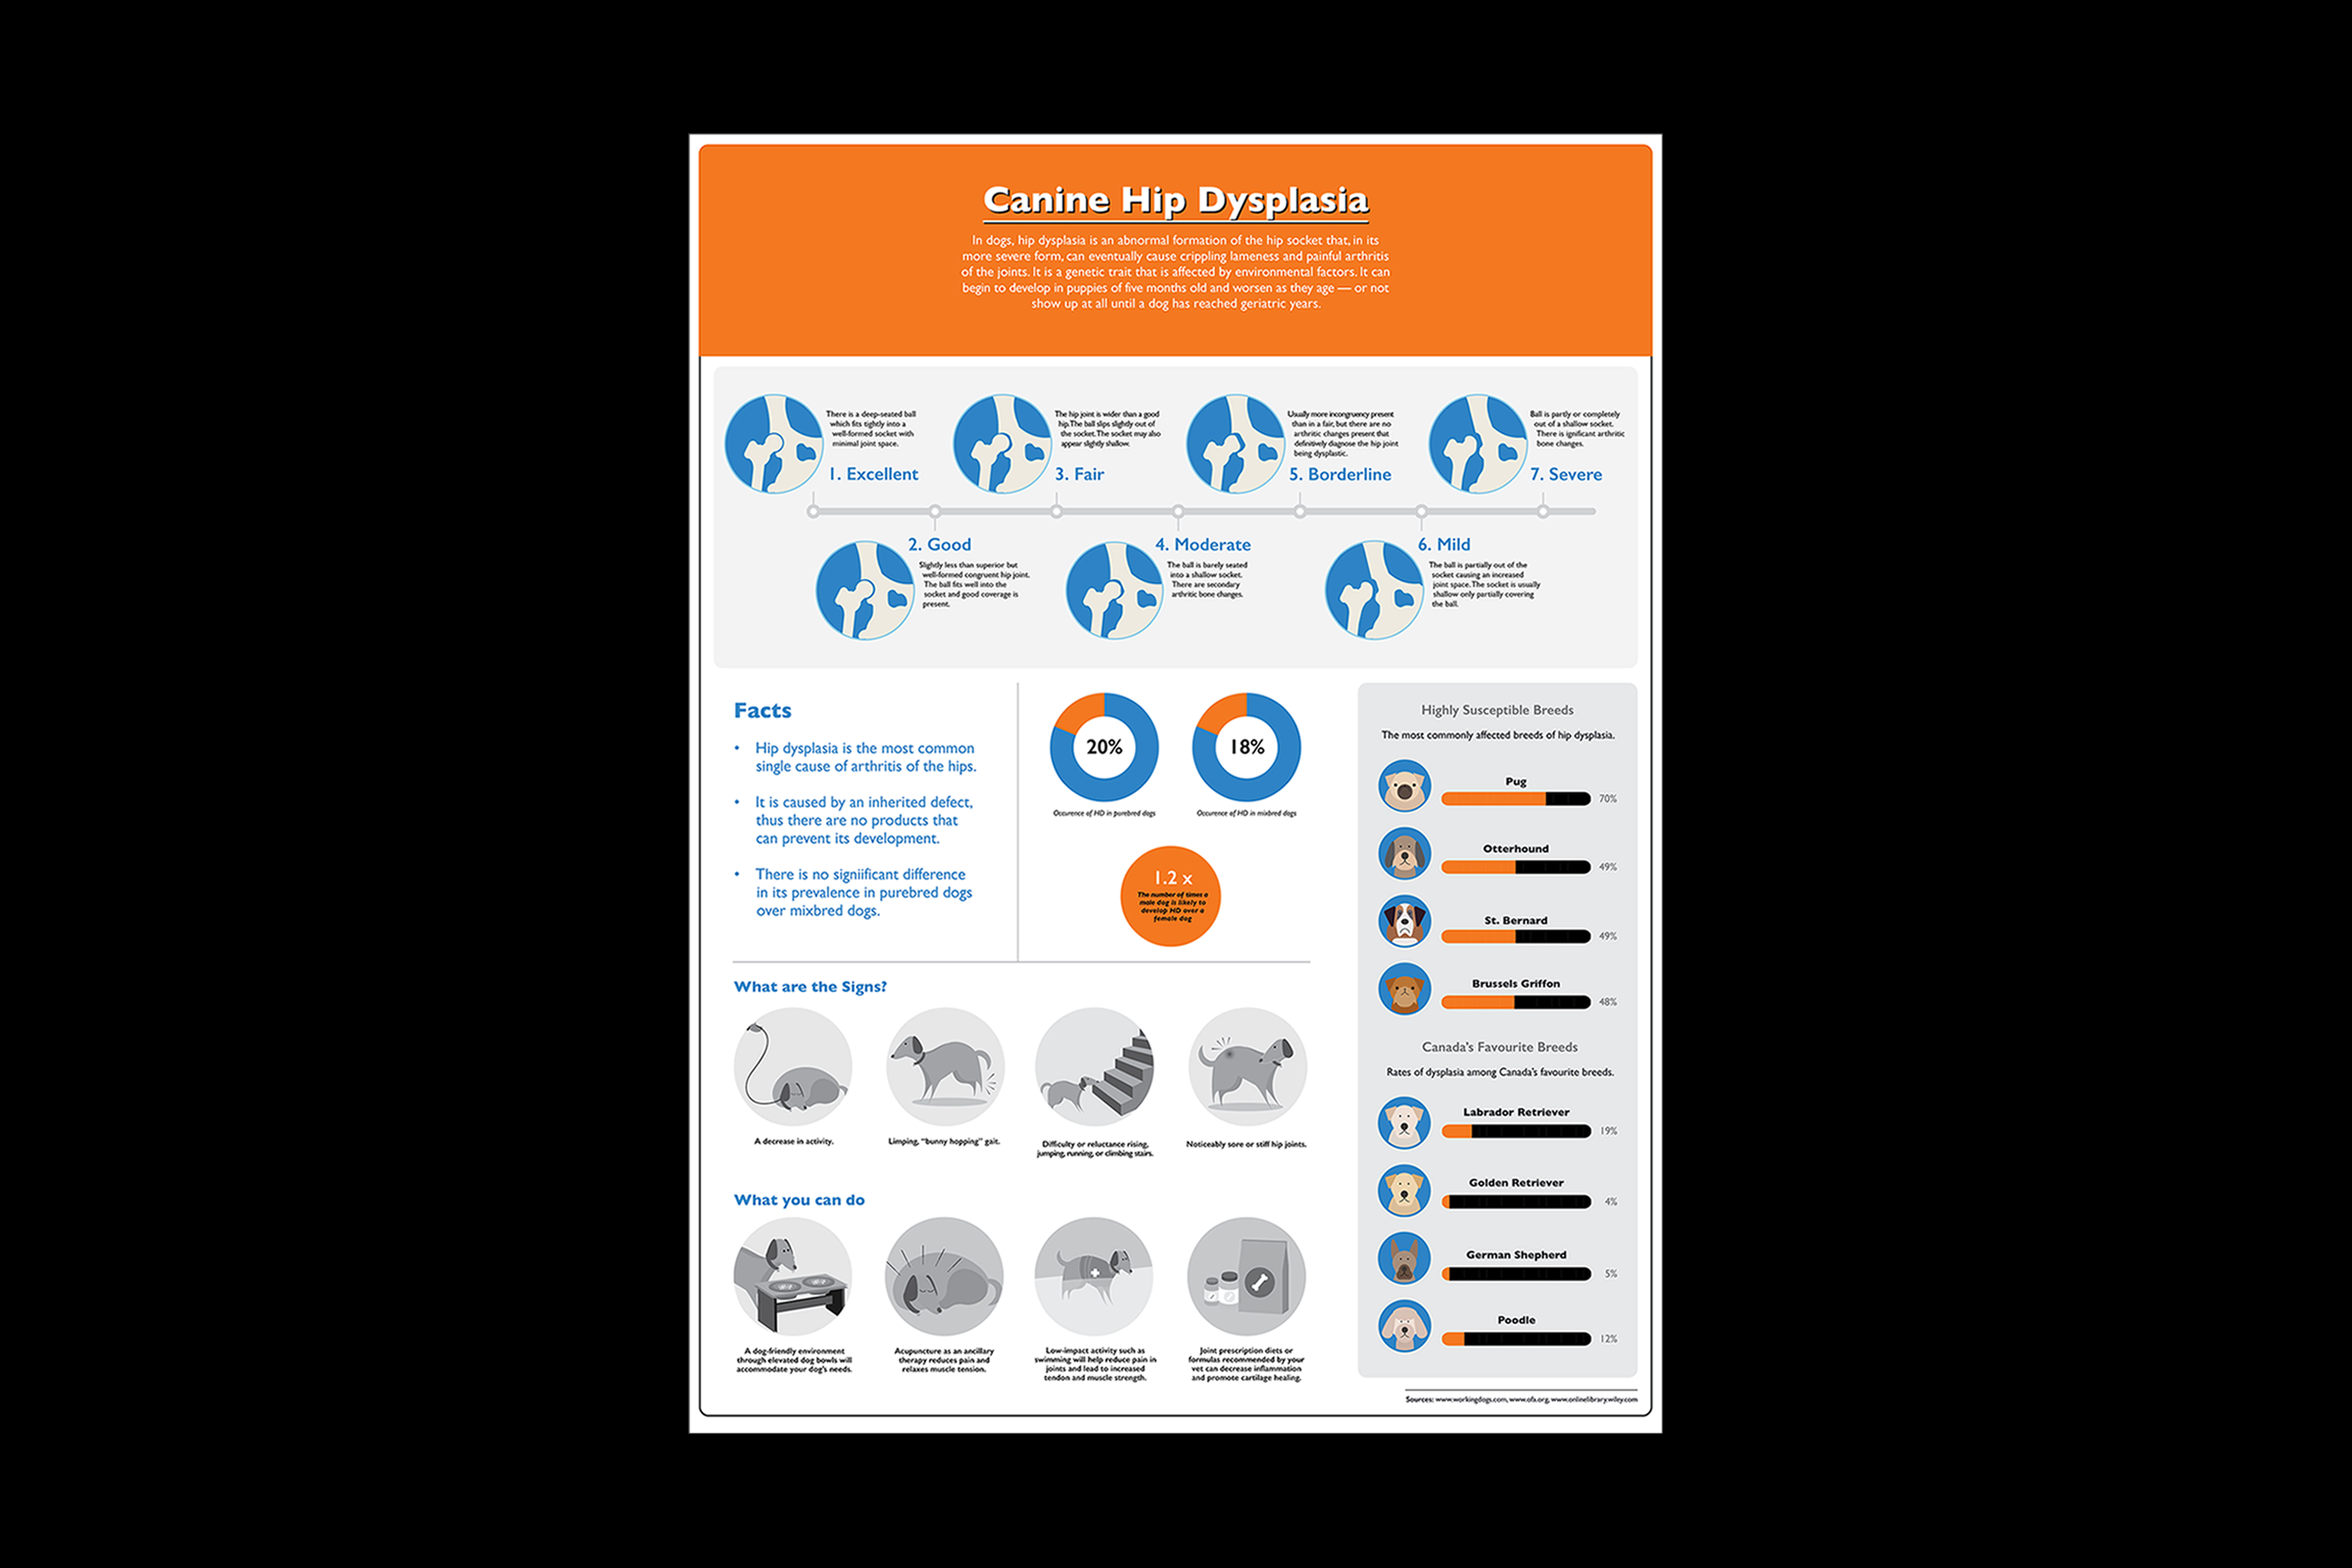 Canine Hip Dysplasia
In dogs, hip dysplasia is an abnormal formation of the hip socket that, in its
more severe form, can eventually cause crippling lameness and painful arthritis
of the joints. It is a genetic trait that is affected by environmental factors. It can
begin to develop in puppies of five months old and worsen as they age — or not
show up at all until a dog has reached geriatric years.
There is a deep-seated ball
which fits tightly into a
well-formed socket with
minimal joint space.
1. Excellent
The hip joint is wider than a good
hip. The ball slips slightly out of
the socket. The socket may also
appear slightly shallow.
3. Fair
Usually more incongruency present
than in a fair, but there are no
arthritic changes present that
definitively diagnose the hip joint
being dysplastic.
5. Borderline
Ball is partly or completely
out of a shallow socket.
There is ignificant arthritic
bone changes.
7. Severe
2. Good
Slightly less than superior but
well-formed congruent hip joint.
The ball fits well into the
socket and good coverage is
present.
4. Moderate
The ball is barely seated
into a shallow socket.
There are secondary
arthritic bone changes.
6. Mild
The ball is partially out of the
socket causing an increased
joint space. The socket is usually
shallow only partially covering
the ball.
Facts
• Hip dysplasia is the most common
single cause of arthritis of the hips.
• It is caused by an inherited defect,
thus there are no products that
can prevent its development.
• There is no signiificant difference
in its prevalence in purebred dogs
over mixbred dogs.
20%
Occurence of HD in purebred dogs
18%
Occurence of HD in mixbred dogs
1.2 x
The number of times a
male dog is likely to
develop HD over a
female dog
What are the Signs?
A decrease in activity.
Limping, "bunny hopping" gait.
Difficulty or reluctance rising,
jumping, running, or climbing stairs.
Noticeably sore or stiff hip joints.
What you can do
A dog-friendly environment
through elevated dog bowls will
accommodate your dog's needs.
Acupuncture as an ancillary
therapy reduces pain and
relaxes muscle tension.
Low-impact activity such as
swimming will help reduce pain in
joints and lead to increased
tendon and muscle strength.
Joint prescription diets or
formulas recommended by your
vet can decrease inflammation
and promote cartilage healing.
Highly Susceptible Breeds
The most commonly affected breeds of hip dysplasia.
Pug
70%
Otterhound
49%
St. Bernard
49%
Brussels Griffon
48%
Canada's Favourite Breeds
Rates of dysplasia among Canada's favourite breeds.
Labrador Retriever
19%
Golden Retriever
4%
German Shepherd
5%
Poodle
12%
Sources: www.workingdogs.com, www.ofa.org, www.onlinelibrary.wiley.com